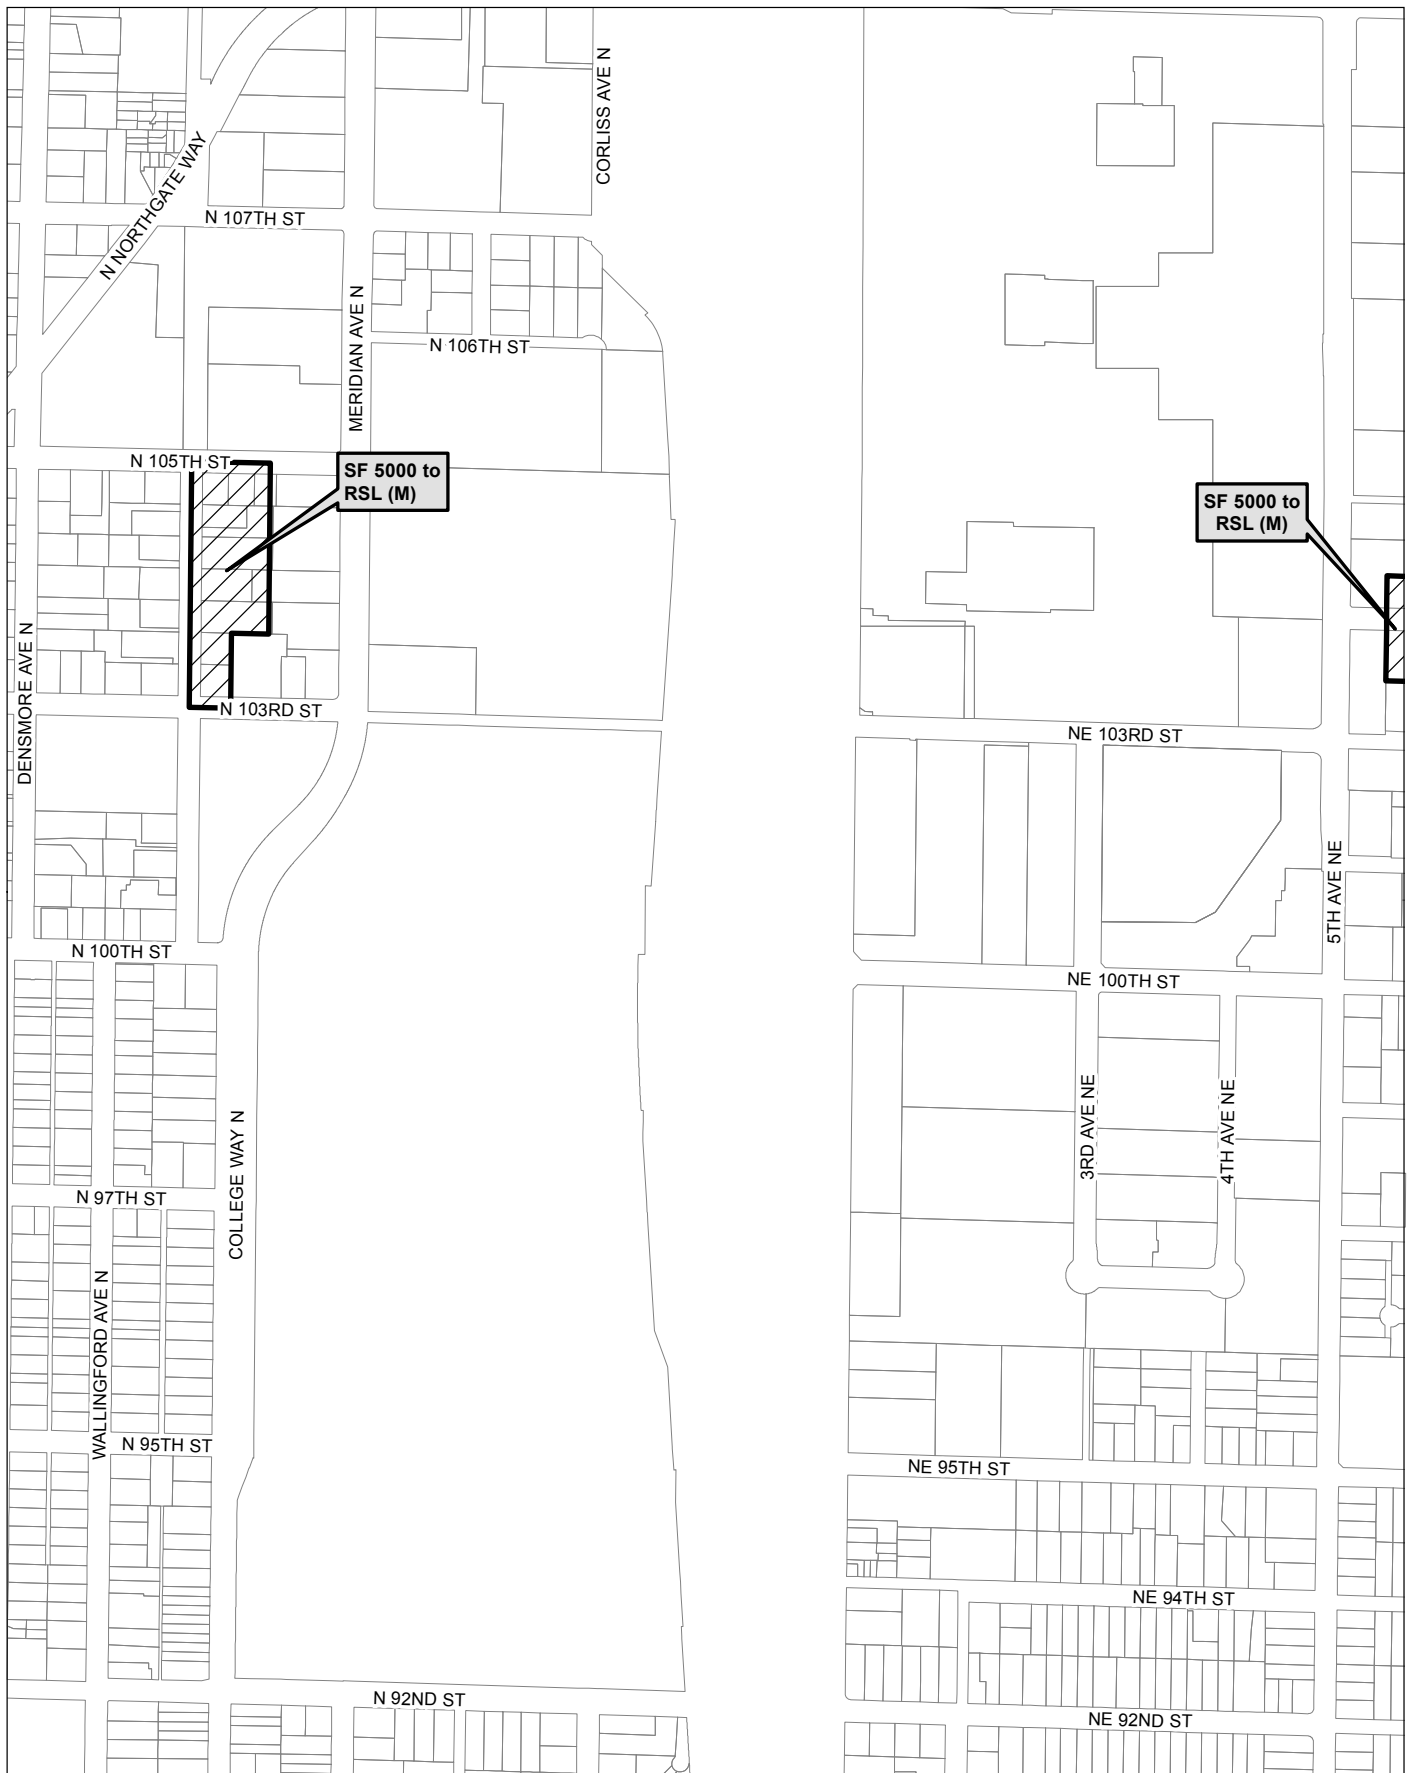 CORLISS AVE N
N NORTHGATE WAY
N 107TH ST
MERIDIAN AVE N
N 106TH ST
N 105TH ST
SF 5000 to
RSL (M)
SF 5000 to
RSL (M)
DENSMORE AVE N
N 103RD ST
NE 103RD ST
5TH AVE NE
N 100TH ST
NE 100TH ST
3RD AVE NE
4TH AVE NE
COLLEGE WAY N
N 97TH ST
WALLINGFORD AVE N
N 95TH ST
NE 95TH ST
NE 94TH ST
N 92ND ST
NE 92ND ST